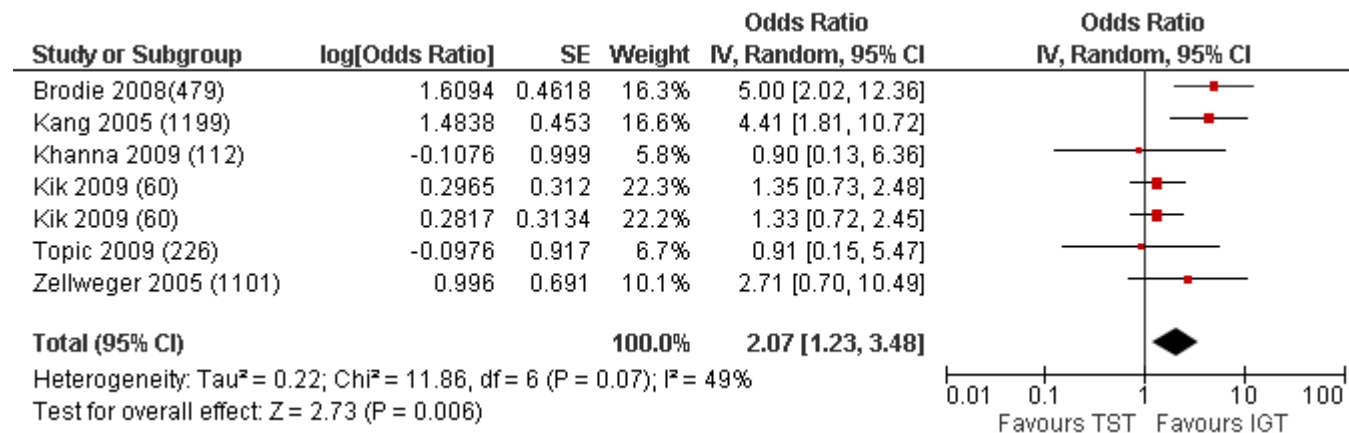 Odds Ratio Odds Ratio
Study or Subgroup log[Odds Ratio] SE Weight IV, Random, 95% CI IV, Random, 95% CI
Brodie 2008(479) 1.6094 0.4618 16.3% 5.00 [2.02, 12.36]
Kang 2005 (1199) 1.4838 0.453 16.6% 4.41 [1.81, 10.72]
Khanna 2009 (112) -0.1076 0.999 5.8% 0.90 [0.13, 6.36]
Kik 2009 (60) 0.2965 0.312 22.3% 1.35 [0.73, 2.48]
Kik 2009 (60) 0.2817 0.3134 22.2% 1.33 [0.72, 2.45]
Topic 2009 (226) -0.0976 0.917 6.7% 0.91 [0.15, 5.47]
Zellweger 2005 (1101) 0.996 0.691 10.1% 2.71 [0.70, 10.49]
Total (95% CI) 100.0% 2.07 [1.23, 3.48]
Heterogeneity: Tau² = 0.22; Chi² = 11.86, df = 6 (P = 0.07); I² = 49%
Test for overall effect: Z = 2.73 (P = 0.006)
0.01 0.1 1 10 100
Favours TST Favours IGT